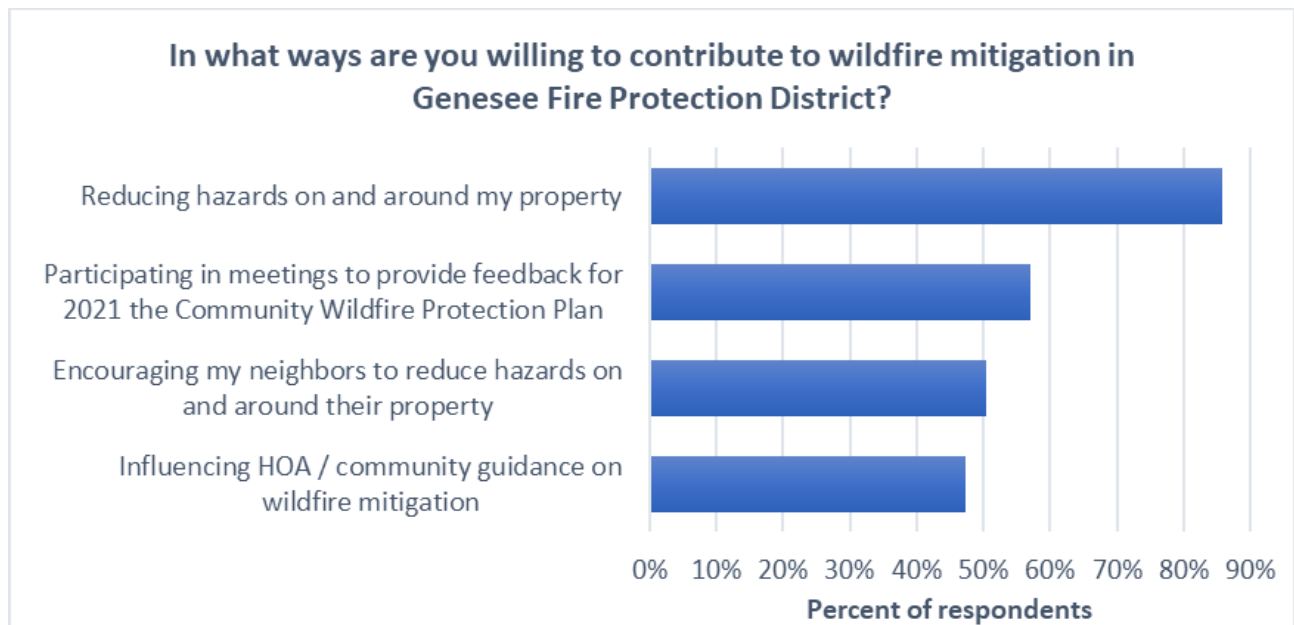 In what ways are you willing to contribute to wildfire mitigation in
Genesee Fire Protection District?
Reducing hazards on and around my property
Participating in meetings to provide feedback for
2021 the Community Wildfire Protection Plan
Encouraging my neighbors to reduce hazards on
and around their property
Influencing HOA / community guidance on
wildfire mitigation
0% 10% 20% 30% 40% 50% 60% 70% 80% 90%
Percent of respondents